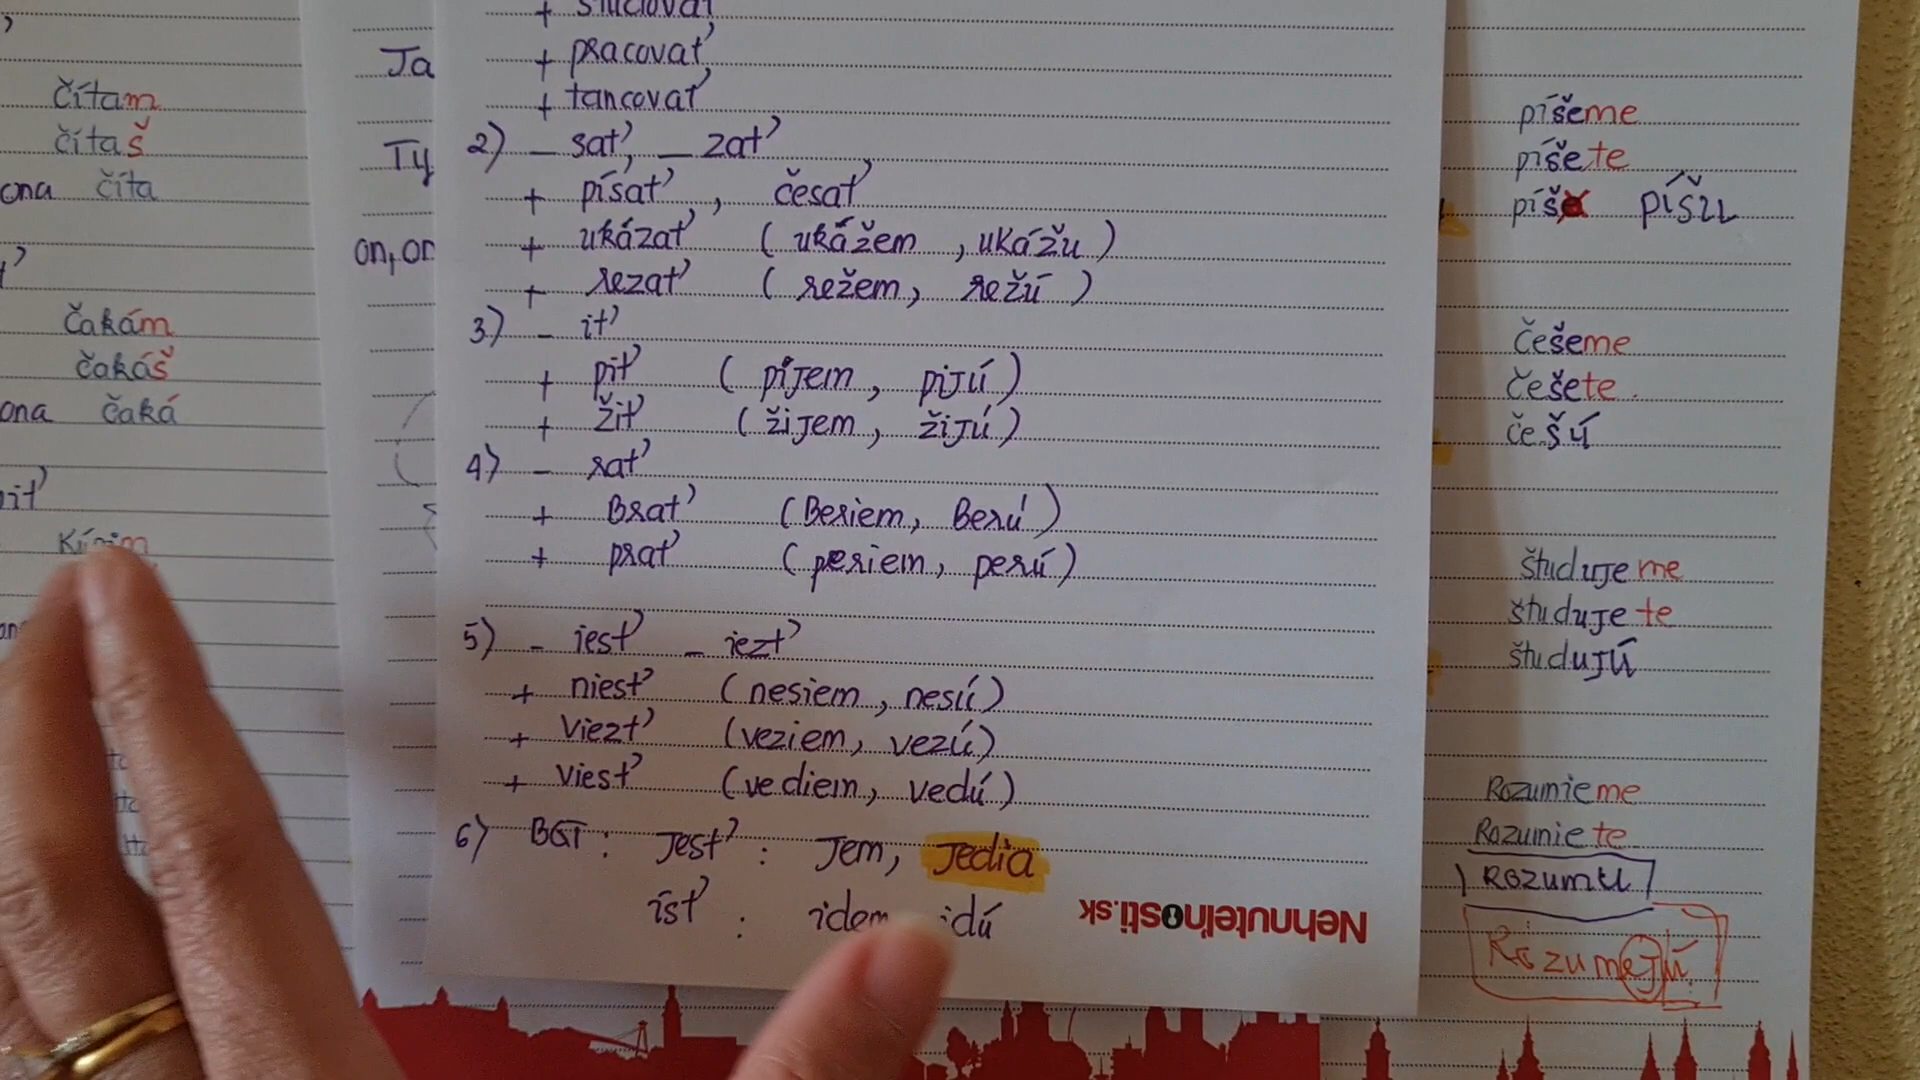 čítam
čítaš
ona číta
čakám
čakáš
ona čaká
Ja
Ty
+ pracovať
+ tancovať
2) - sať, - zať
+ písať, česať
+ ukázať (ukážem, ukážu)
+ rezať (režem, režú)
3) - iť
+ piť (pijem, pijú)
+ žiť (žijem, žijú)
4) - rať
+ Brať (Beriem, Berú)
+ prať (periem, perú)
5) - iesť - iezť
+ niesť (nesiem, nesú)
+ viezť (veziem, vezú)
+ viesť (vediem, vedú)
6) BGT: Jesť: Jem, Jedia
ísť: idem idú
Nehnuteľnosti.sk
píšeme
píšete
píšu
češeme
češete.
češú
študujeme
študujete
študujú
Rozumieme
Rozumiete
Rozumu
Rozumejú